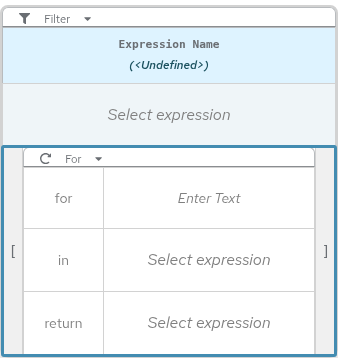 Filter
Expression Name
(<Undefined>)
Select expression
For
for Enter Text
[ in Select expression ]
return Select expression